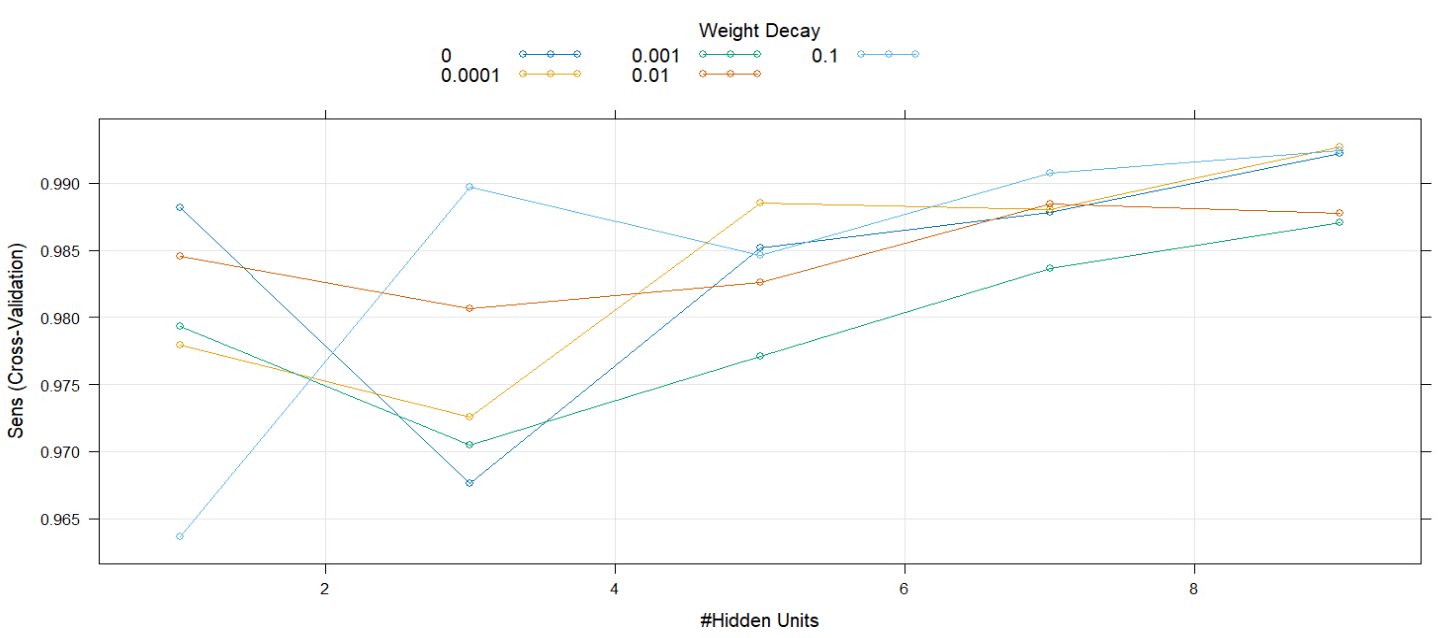 Weight Decay
0 0.001 0.1
0.0001 0.01
0.990
0.985
0.980
0.975
0.970
0.965
Sens (Cross-Validation)
2 4 6 8
#Hidden Units